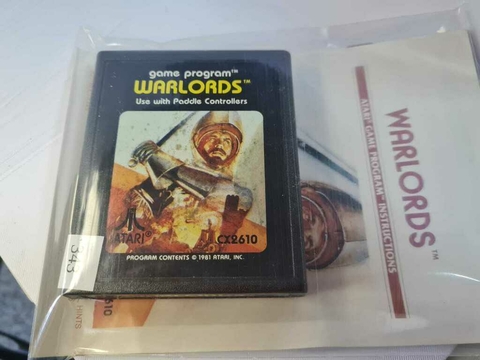 game program™
WARLORDS™
Use with Paddle Controllers
ATARI®
CX2610
PROGRAM CONTENTS © 1981 ATARI, INC.
343
WARLORDS™
ATARI® GAME PROGRAM™ INSTRUCTIONS